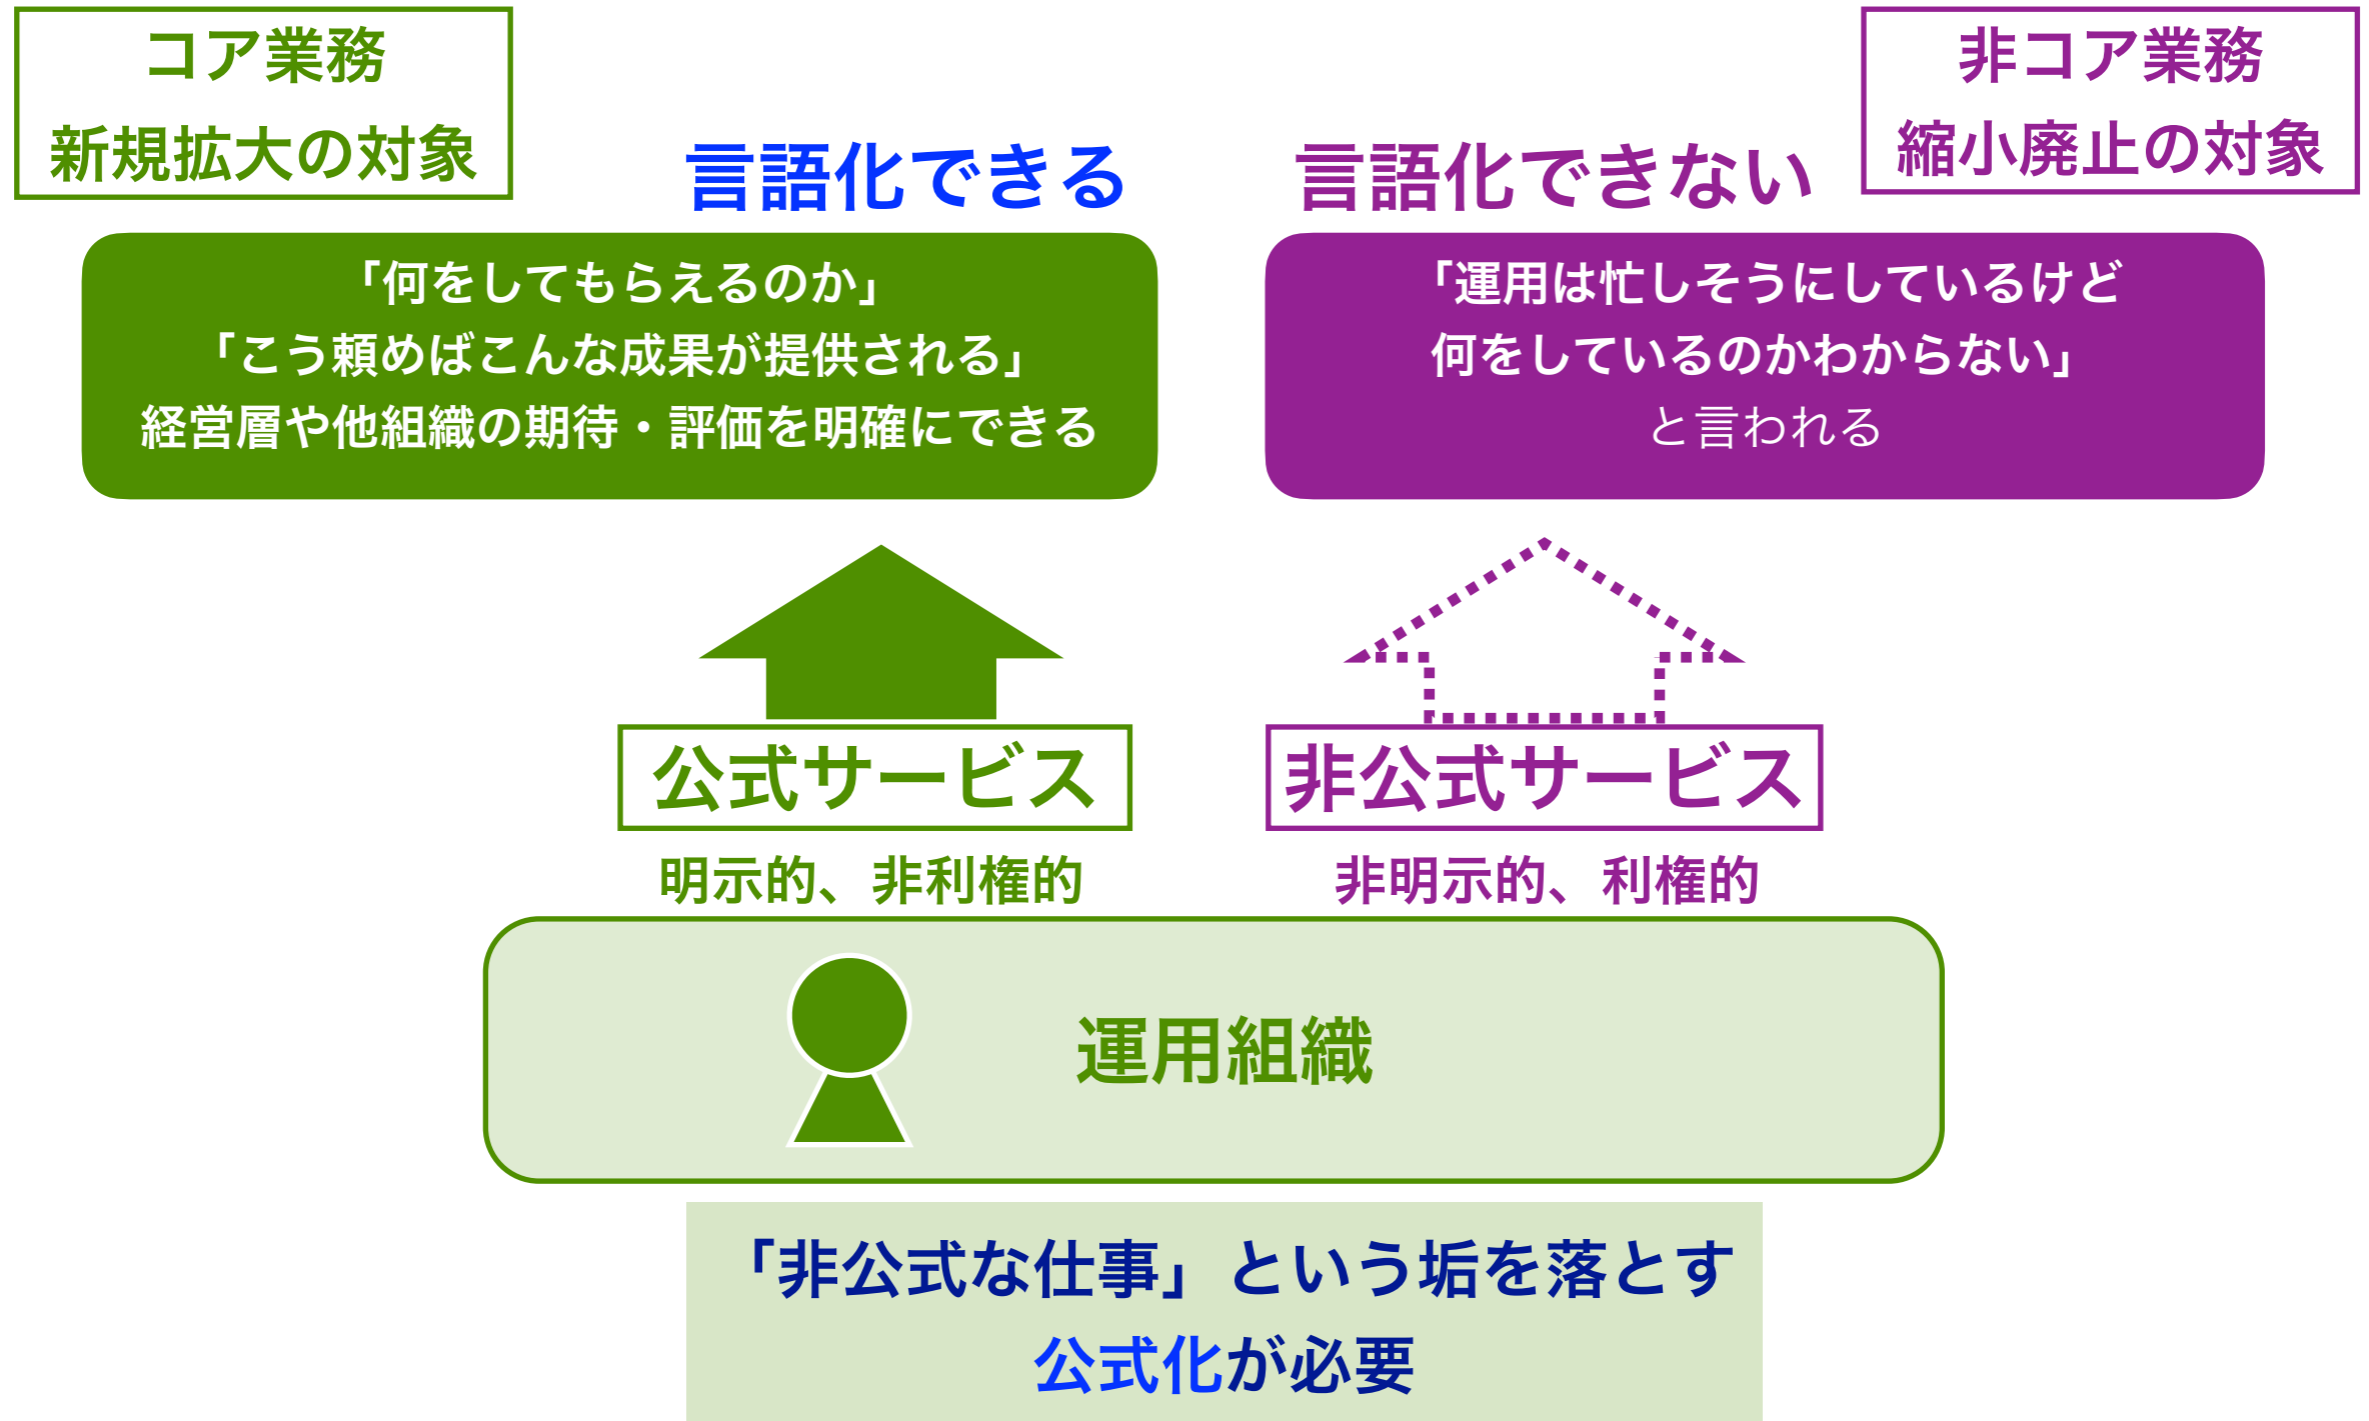 コア業務
新規拡大の対象
非コア業務
縮小廃止の対象
言語化できる
言語化できない
「何をしてもらえるのか」
「こう頼めばこんな成果が提供される」
経営層や他組織の期待・評価を明確にできる
「運用は忙しそうにしているけど
何をしているのかわからない」
と言われる
公式サービス
非公式サービス
明示的、非利権的
非明示的、利権的
運用組織
「非公式な仕事」という垢を落とす
公式化が必要